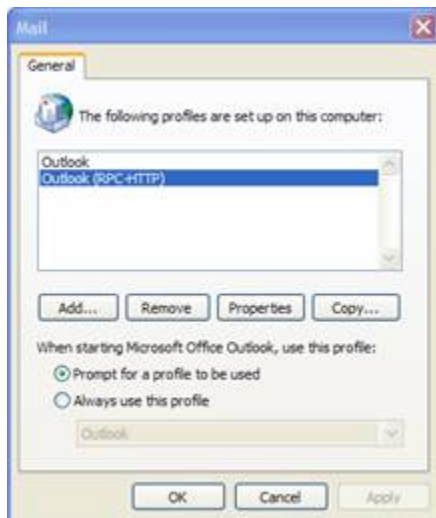 Mail
General
The following profiles are set up on this computer:
Outlook
Outlook (RPC-HTTP)
Add... Remove Properties Copy...
When starting Microsoft Office Outlook, use this profile:
Prompt for a profile to be used
Always use this profile
Outlook
OK Cancel Apply